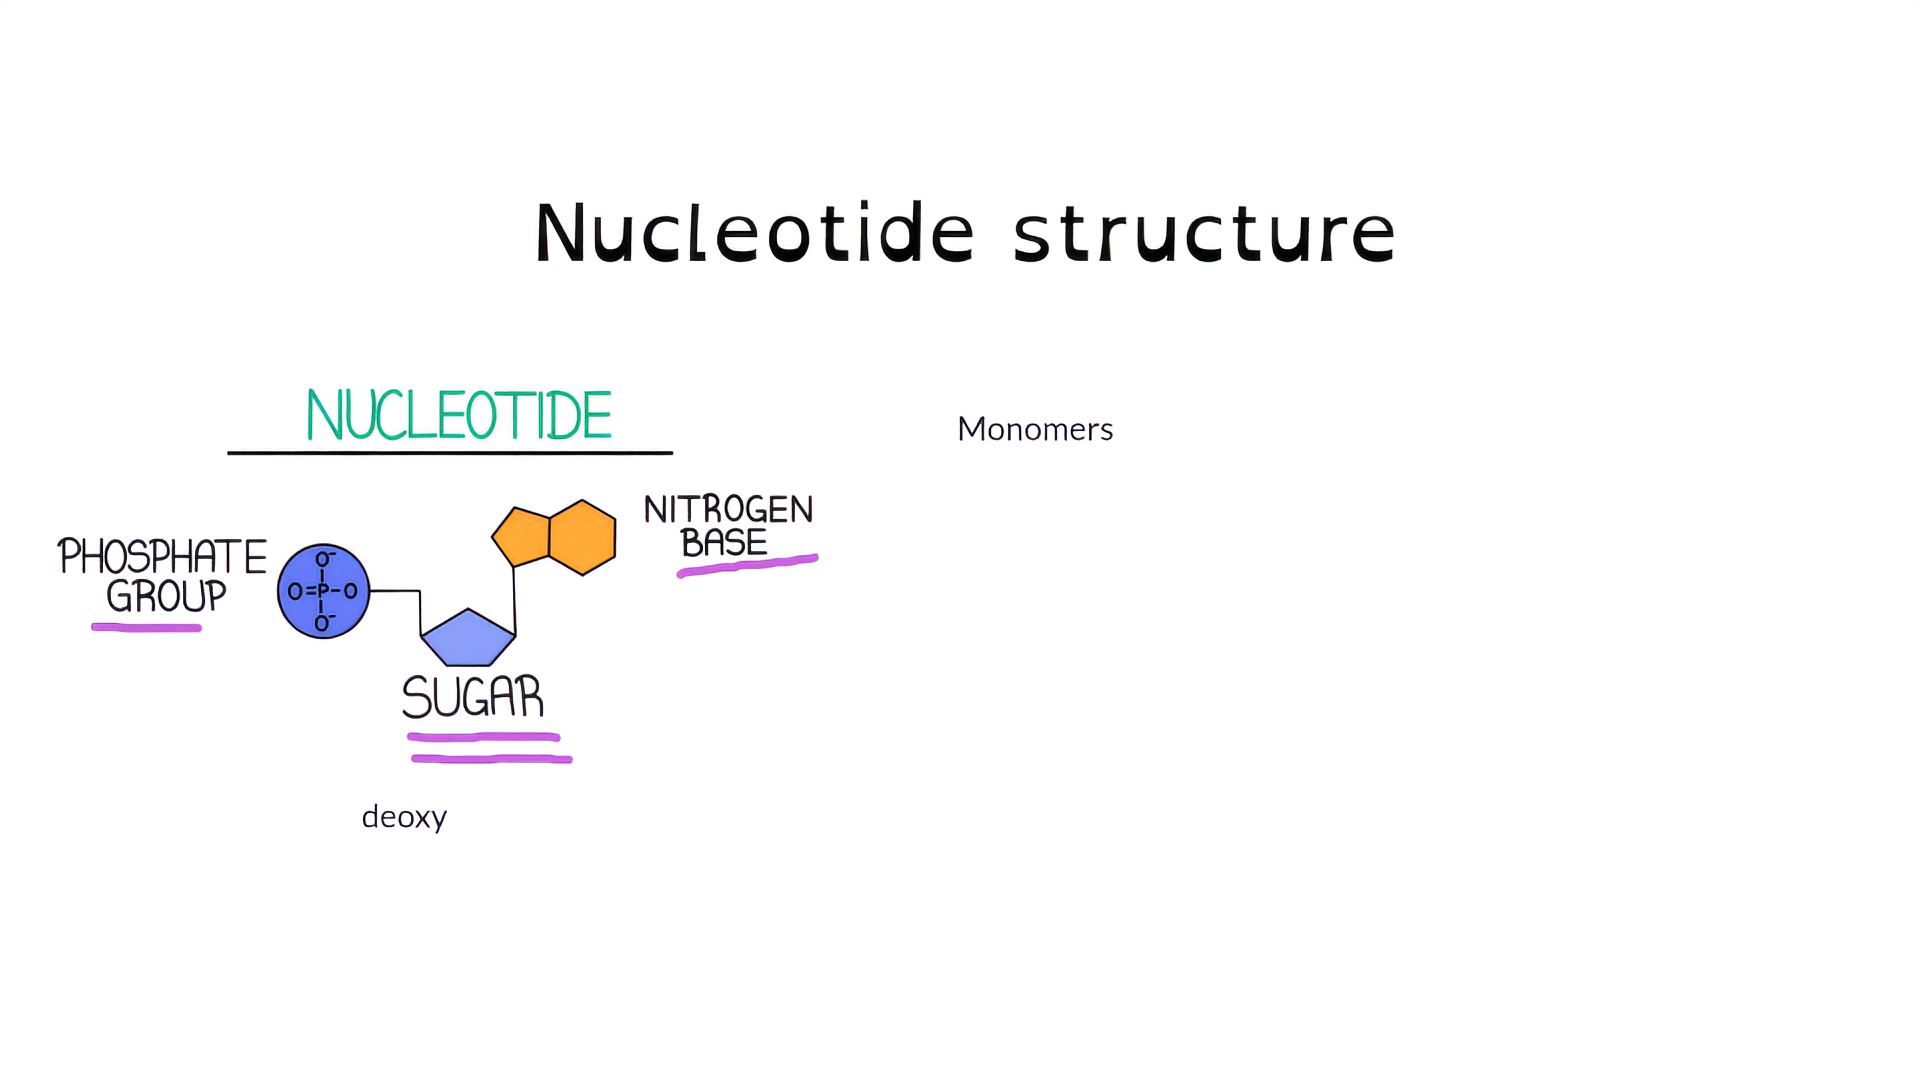 Nucleotide structure
NUCLEOTIDE
Monomers
NITROGEN
BASE
PHOSPHATE
GROUP
O⁻
O=P-O
O⁻
SUGAR
deoxy